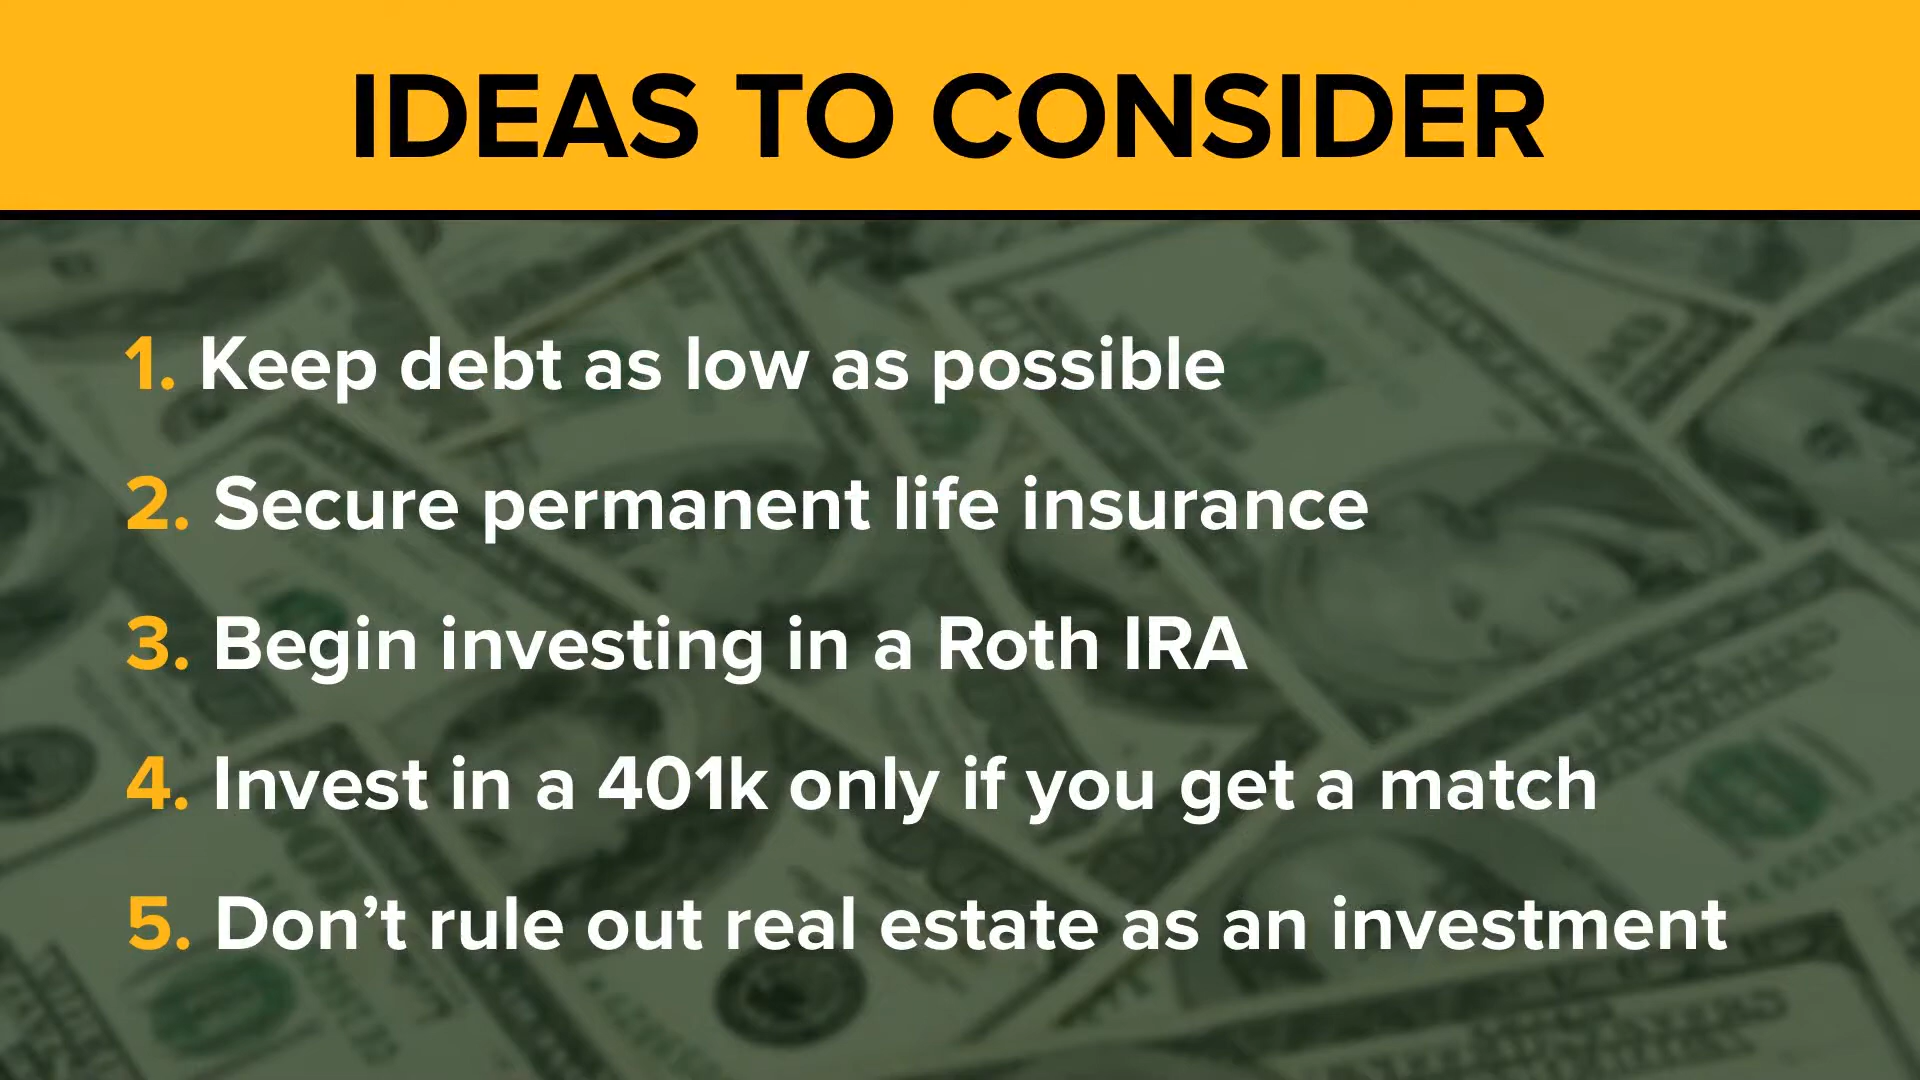 IDEAS TO CONSIDER
1. Keep debt as low as possible
2. Secure permanent life insurance
3. Begin investing in a Roth IRA
4. Invest in a 401k only if you get a match
5. Don’t rule out real estate as an investment